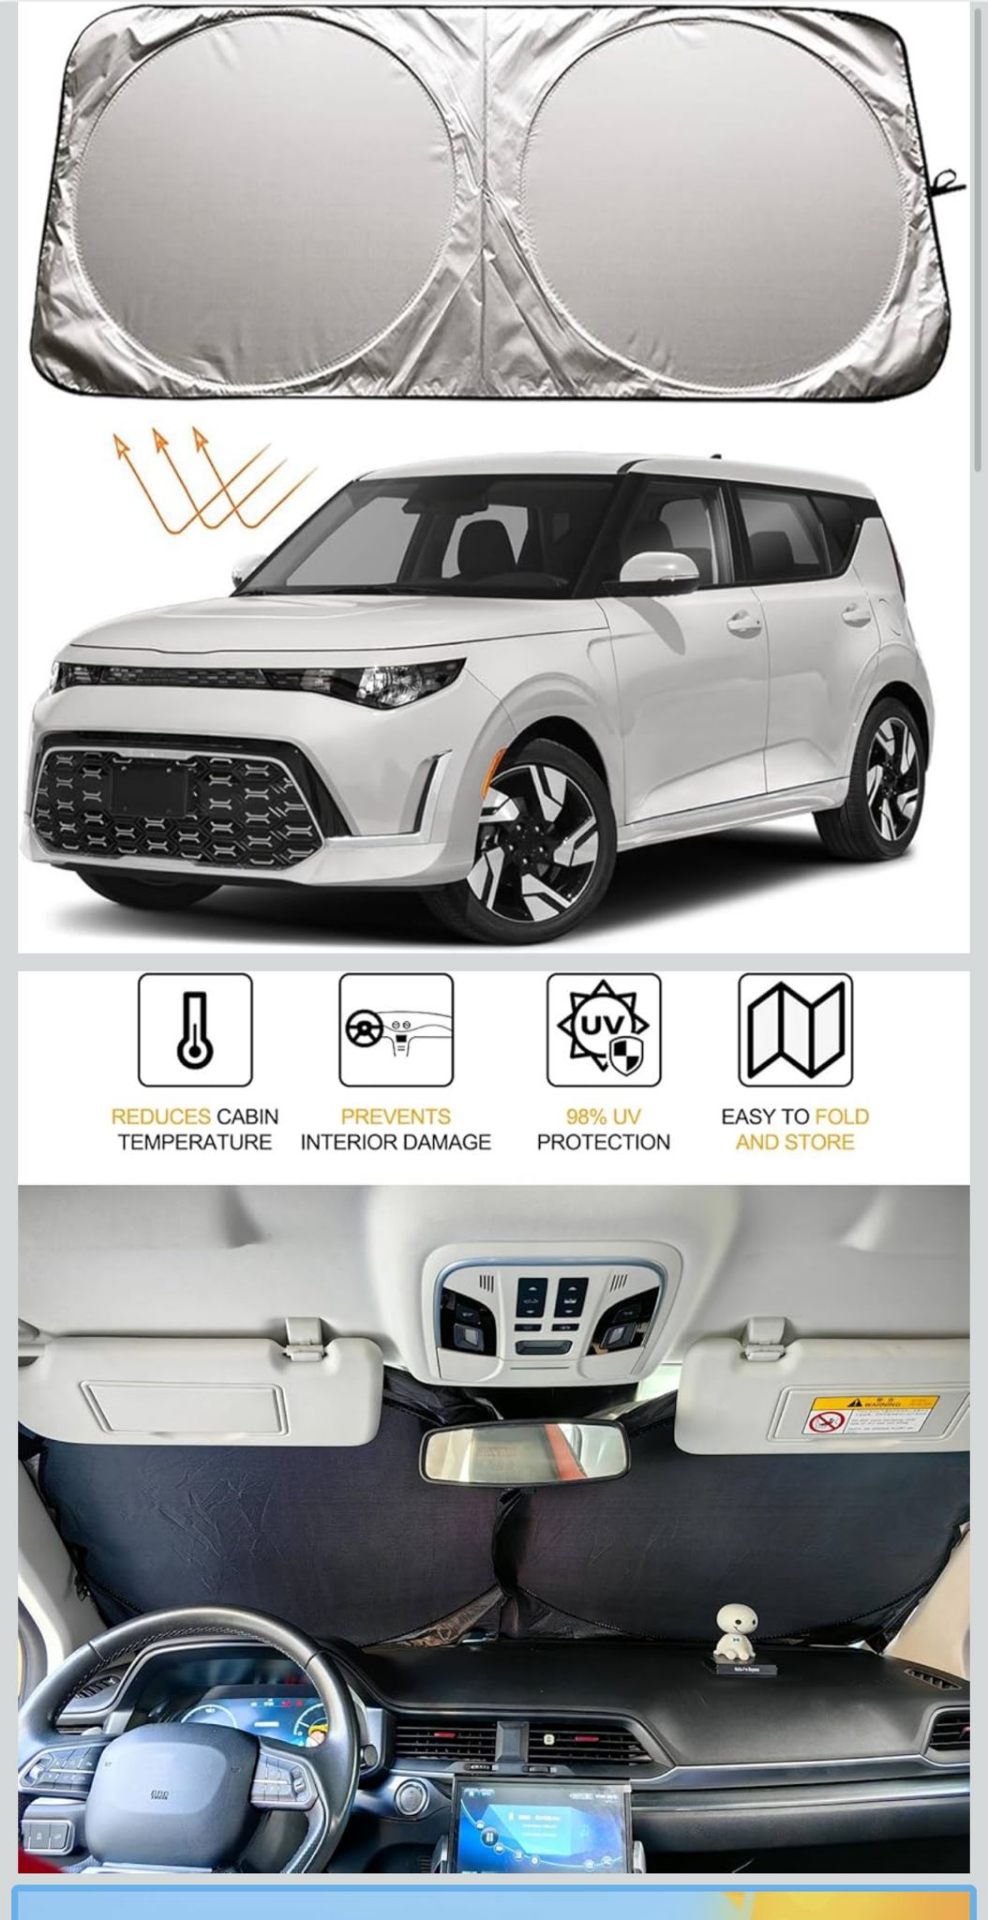 REDUCES CABIN
TEMPERATURE
PREVENTS
INTERIOR DAMAGE
UV
98% UV
PROTECTION
EASY TO FOLD
AND STORE
WARNING